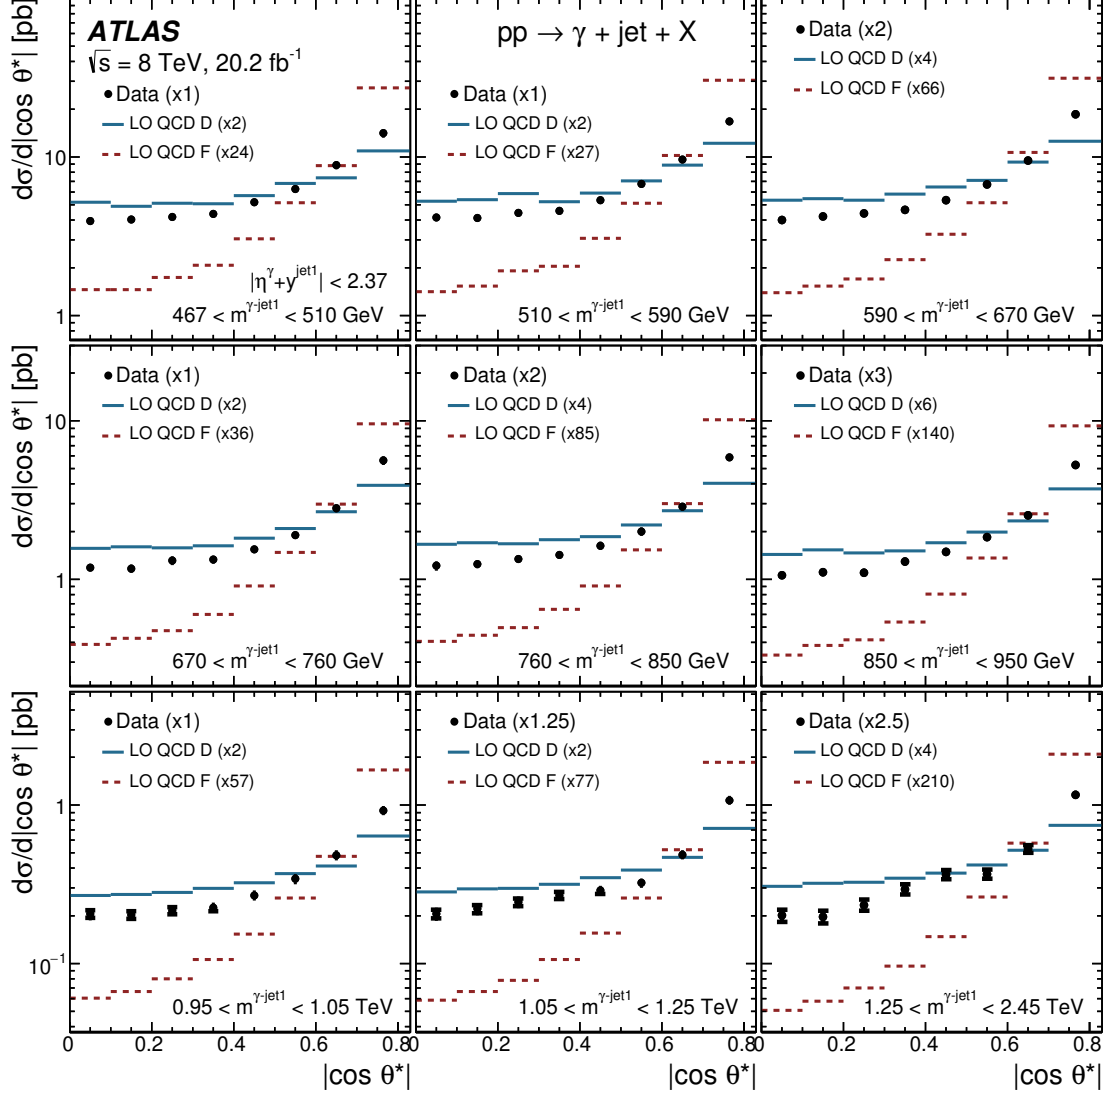 dσ/d|cos θ*| [pb]
ATLAS
√s = 8 TeV, 20.2 fb⁻¹
Data (x1)
LO QCD D (x2)
LO QCD F (x24)
|η^γ+y^jet1| < 2.37
467 < m^γ-jet1 < 510 GeV
10
1
pp → γ + jet + X
Data (x1)
LO QCD D (x2)
LO QCD F (x27)
510 < m^γ-jet1 < 590 GeV
Data (x2)
LO QCD D (x4)
LO QCD F (x66)
590 < m^γ-jet1 < 670 GeV
dσ/d|cos θ*| [pb]
Data (x1)
LO QCD D (x2)
LO QCD F (x36)
670 < m^γ-jet1 < 760 GeV
10
1
Data (x2)
LO QCD D (x4)
LO QCD F (x85)
760 < m^γ-jet1 < 850 GeV
Data (x3)
LO QCD D (x6)
LO QCD F (x140)
850 < m^γ-jet1 < 950 GeV
dσ/d|cos θ*| [pb]
Data (x1)
LO QCD D (x2)
LO QCD F (x57)
0.95 < m^γ-jet1 < 1.05 TeV
1
10⁻¹
Data (x1.25)
LO QCD D (x2)
LO QCD F (x77)
1.05 < m^γ-jet1 < 1.25 TeV
Data (x2.5)
LO QCD D (x4)
LO QCD F (x210)
1.25 < m^γ-jet1 < 2.45 TeV
0 0.2 0.4 0.6 0.8 0 0.2 0.4 0.6 0.8 0 0.2 0.4 0.6 0.8
|cos θ*| |cos θ*| |cos θ*|